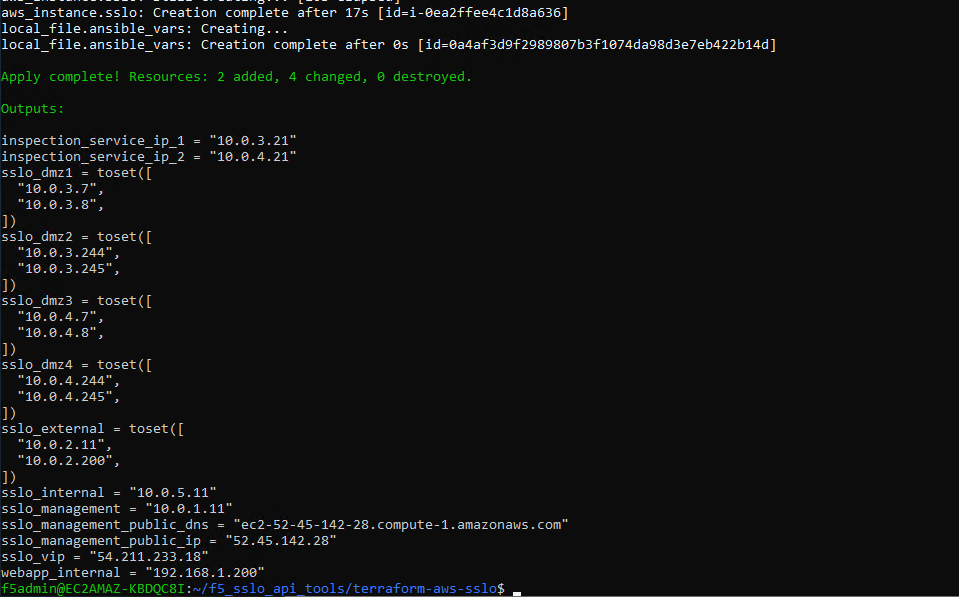 aws_instance.sslo: Creation complete after 17s [id=i-0ea2ffee4c1d8a636]
local_file.ansible_vars: Creating...
local_file.ansible_vars: Creation complete after 0s [id=0a4af3d9f2989807b3f1074da98d3e7eb422b14d]
Apply complete! Resources: 2 added, 4 changed, 0 destroyed.
Outputs:
inspection_service_ip_1 = "10.0.3.21"
inspection_service_ip_2 = "10.0.4.21"
sslo_dmz1 = toset([
  "10.0.3.7",
  "10.0.3.8",
])
sslo_dmz2 = toset([
  "10.0.3.244",
  "10.0.3.245",
])
sslo_dmz3 = toset([
  "10.0.4.7",
  "10.0.4.8",
])
sslo_dmz4 = toset([
  "10.0.4.244",
  "10.0.4.245",
])
sslo_external = toset([
  "10.0.2.11",
  "10.0.2.200",
])
sslo_internal = "10.0.5.11"
sslo_management = "10.0.1.11"
sslo_management_public_dns = "ec2-52-45-142-28.compute-1.amazonaws.com"
sslo_management_public_ip = "52.45.142.28"
sslo_vip = "54.211.233.18"
webapp_internal = "192.168.1.200"
f5admin@EC2AMAZ-KBDQC8I:~/f5_sslo_api_tools/terraform-aws-sslo$